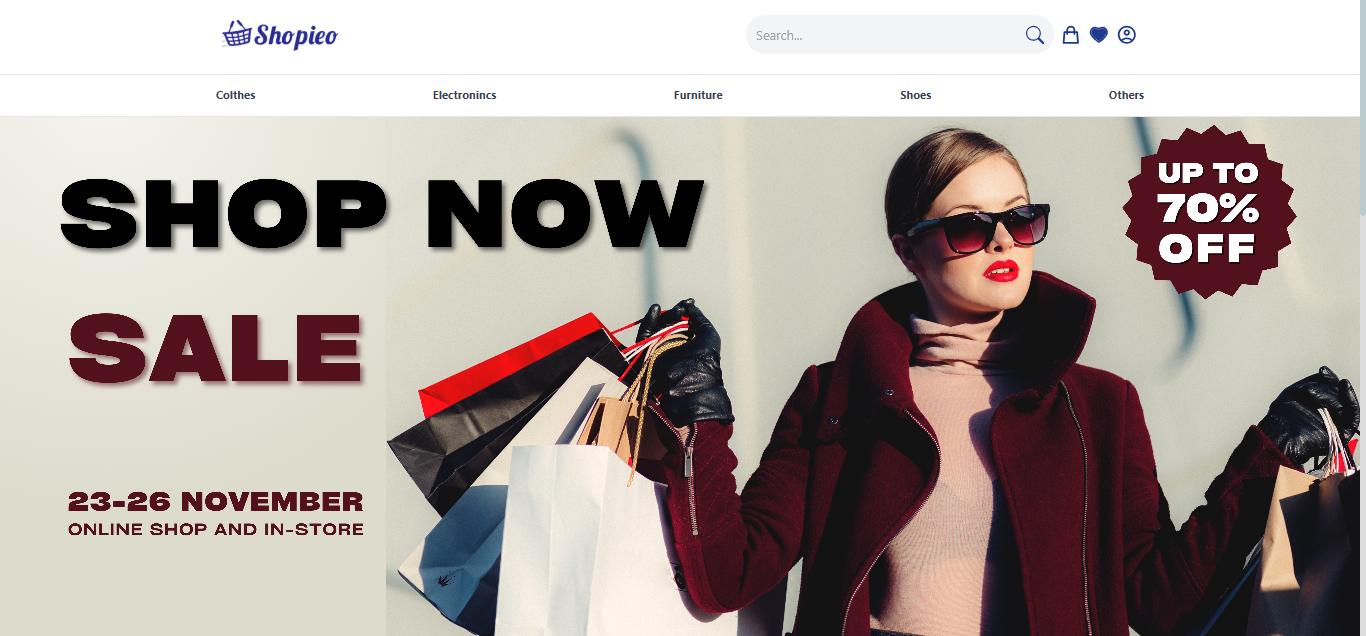 Shopieo
Search...
Colthes
Electronincs
Furniture
Shoes
Others
SHOP NOW
SALE
23-26 NOVEMBER
ONLINE SHOP AND IN-STORE
UP TO
70%
OFF